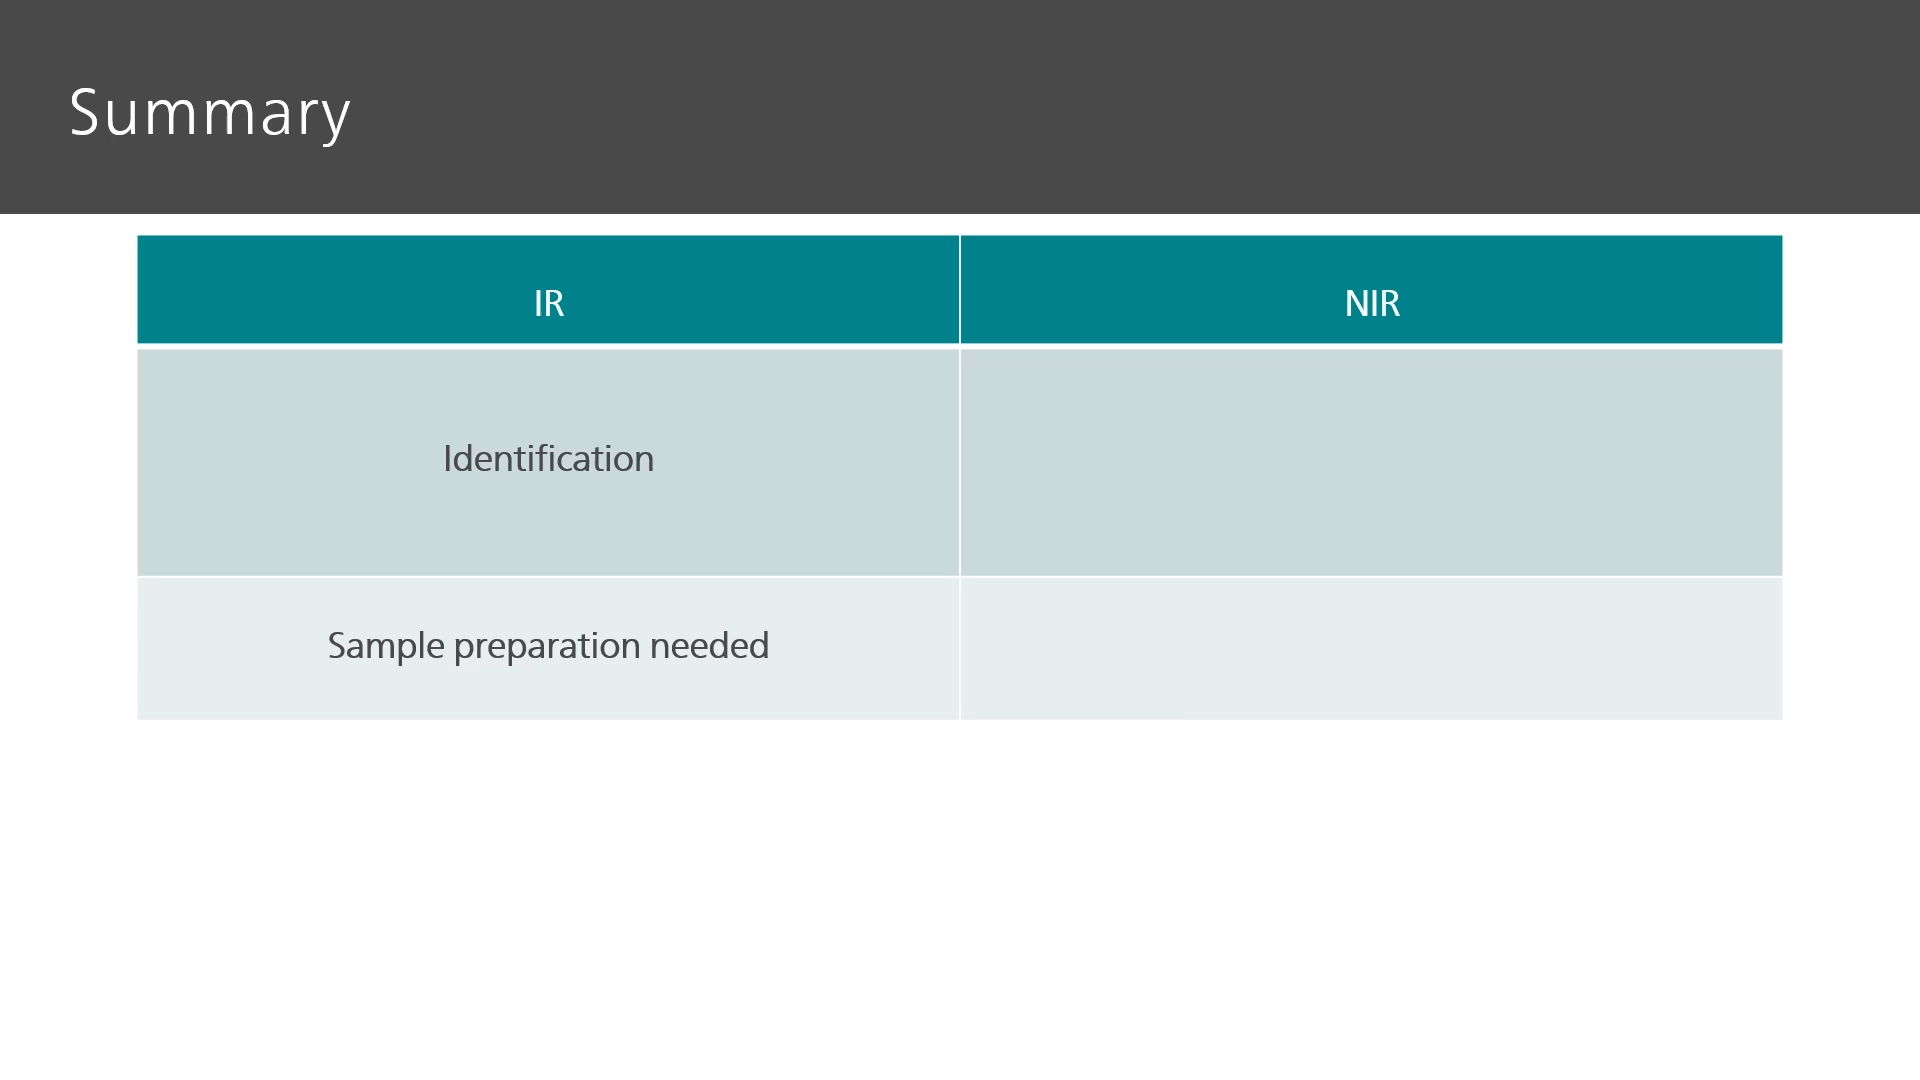 Summary
IR
NIR
Identification
Sample preparation needed